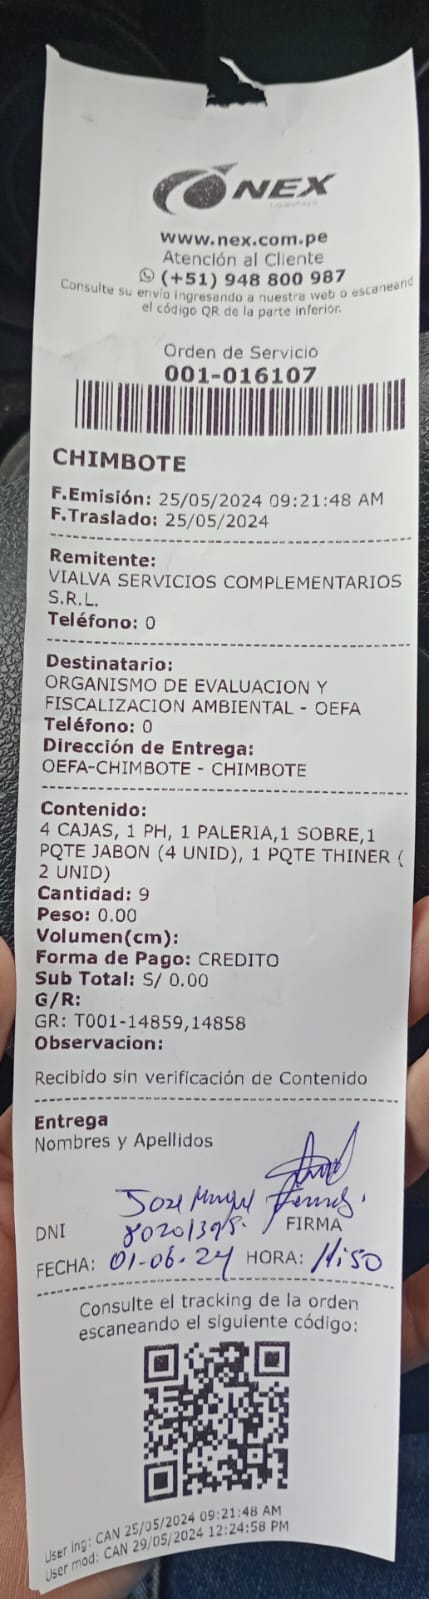 NEX
www.nex.com.pe
Atención al Cliente
(+51) 948 800 987
Consulte su envío ingresando a nuestra web o escaneand
el código QR de la parte inferior.
Orden de Servicio
001-016107
CHIMBOTE
F.Emisión: 25/05/2024 09:21:48 AM
F.Traslado: 25/05/2024
Remitente:
VIALVA SERVICIOS COMPLEMENTARIOS
S.R.L.
Teléfono: 0
Destinatario:
ORGANISMO DE EVALUACION Y
FISCALIZACION AMBIENTAL - OEFA
Teléfono: 0
Dirección de Entrega:
OEFA-CHIMBOTE - CHIMBOTE
Contenido:
4 CAJAS, 1 PH, 1 PALERIA,1 SOBRE,1
PQTE JABON (4 UNID), 1 PQTE THINER (
2 UNID)
Cantidad: 9
Peso: 0.00
Volumen(cm):
Forma de Pago: CREDITO
Sub Total: S/ 0.00
G/R:
GR: T001-14859,14858
Observacion:
Recibido sin verificación de Contenido
Entrega
Nombres y Apellidos
Jose
DNI FIRMA
FECHA: 01-06-24 HORA: 11:50
Consulte el tracking de la orden
escaneando el siguiente código:
User ing: CAN 25/05/2024 09:21:48 AM
User mod: CAN 29/05/2024 12:24:58 PM